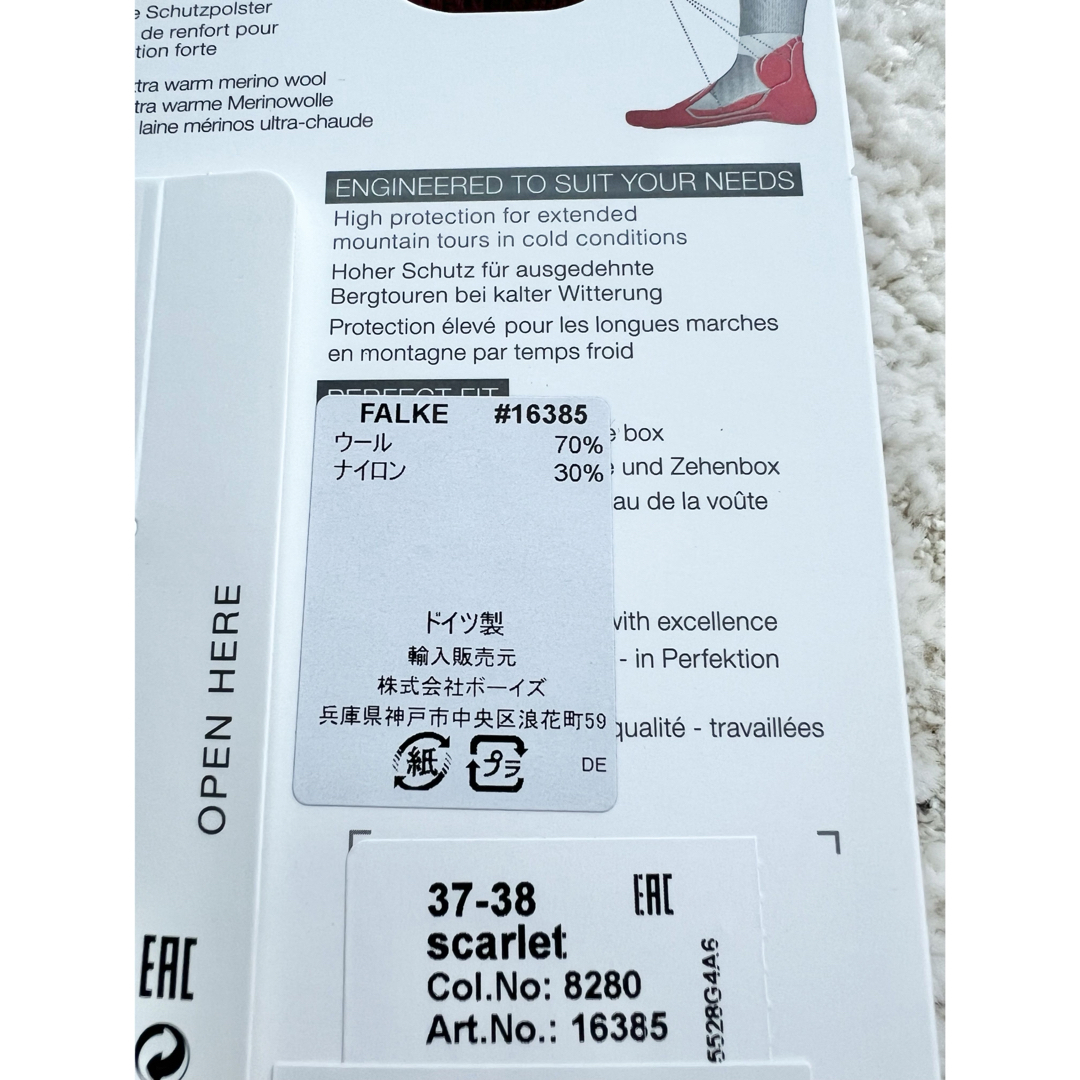 Schutzpolster
de renfort pour
tion forte
tra warm merino wool
tra warme Merinowolle
laine mérinos ultra-chaude
ENGINEERED TO SUIT YOUR NEEDS
High protection for extended
mountain tours in cold conditions
Hoher Schutz für ausgedehnte
Bergtouren bei kalter Witterung
Protection élevé pour les longues marches
en montagne par temps froid
PERFECT FIT
box
und Zehenbox
au de la voûte
FALKE #16385
ウール 70%
ナイロン 30%
ドイツ製
輸入販売元
株式会社ボーイズ
兵庫県神戸市中央区浪花町59
紙 プラ DE
with excellence
- in Perfektion
qualité - travaillées
OPEN HERE
37-38 EAC
scarlet
Col.No: 8280
Art.No.: 16385
5528G4A6
EAC